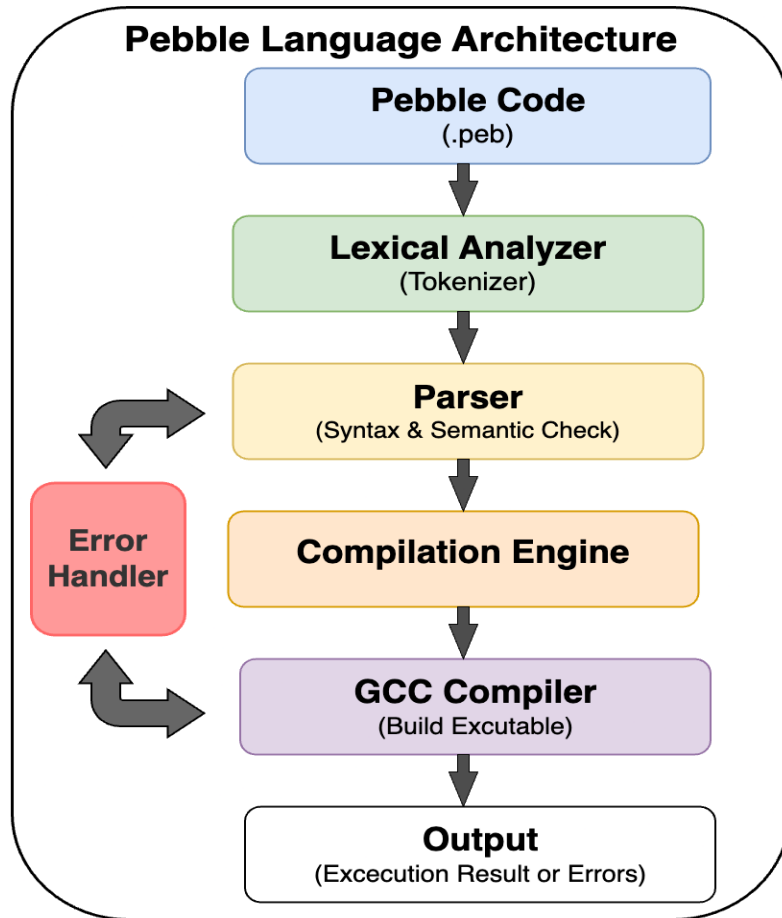 Pebble Language Architecture
Pebble Code
(.peb)
Lexical Analyzer
(Tokenizer)
Parser
(Syntax & Semantic Check)
Error
Handler
Compilation Engine
GCC Compiler
(Build Excutable)
Output
(Excecution Result or Errors)